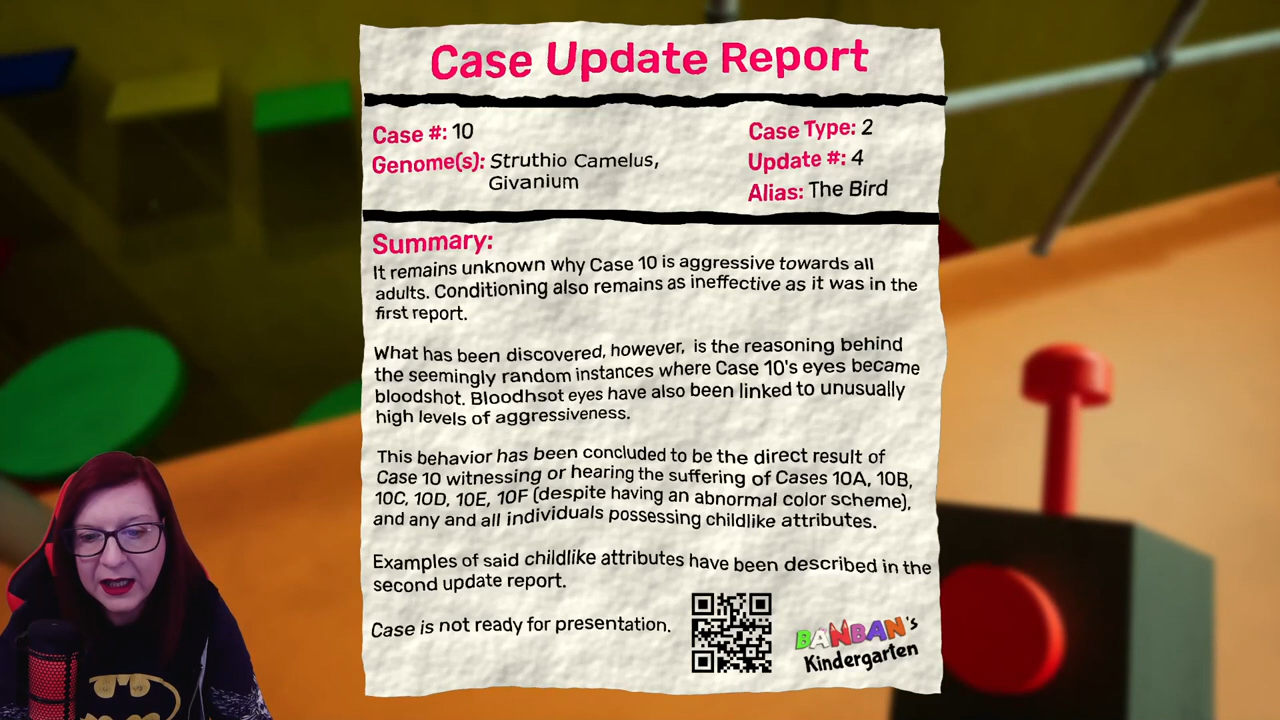 Case Update Report
Case #: 10
Genome(s): Struthio Camelus,
Givanium
Case Type: 2
Update #: 4
Alias: The Bird
Summary:
It remains unknown why Case 10 is aggressive towards all
adults. Conditioning also remains as ineffective as it was in the
first report.
What has been discovered, however, is the reasoning behind
the seemingly random instances where Case 10's eyes became
bloodshot. Bloodhsot eyes have also been linked to unusually
high levels of aggressiveness.
This behavior has been concluded to be the direct result of
Case 10 witnessing or hearing the suffering of Cases 10A, 10B,
10C, 10D, 10E, 10F (despite having an abnormal color scheme),
and any and all individuals possessing childlike attributes.
Examples of said childlike attributes have been described in the
second update report.
Case is not ready for presentation.
BANBAN's
Kindergarten